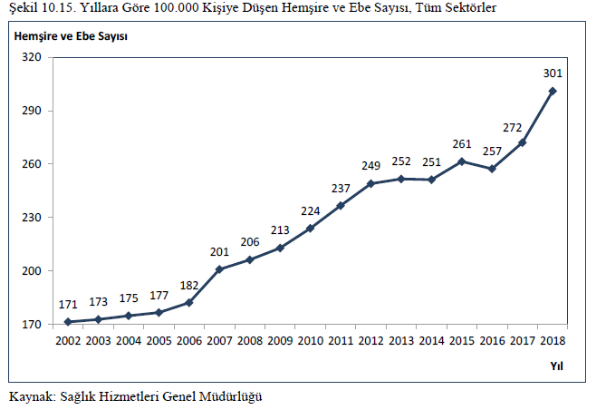 Şekil 10.15. Yıllara Göre 100.000 Kişiye Düşen Hemşire ve Ebe Sayısı, Tüm Sektörler
Hemşire ve Ebe Sayısı
320
290
260
230
200
170
171 173 175 177 182 201 206 213 224 237 249 252 251 261 257 272 301
2002 2003 2004 2005 2006 2007 2008 2009 2010 2011 2012 2013 2014 2015 2016 2017 2018
Yıl
Kaynak: Sağlık Hizmetleri Genel Müdürlüğü